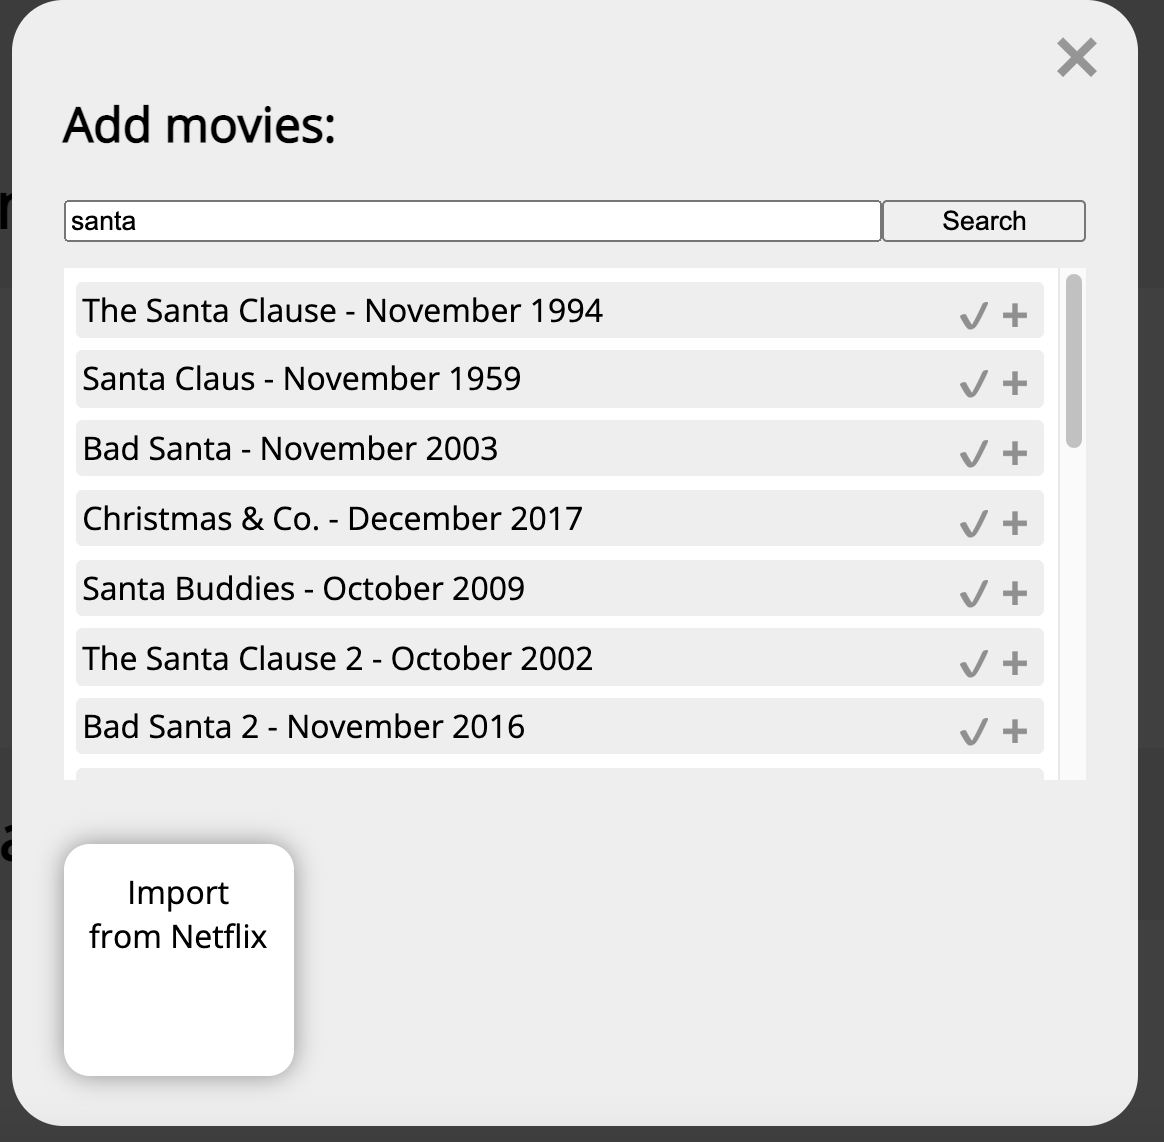 Add movies:
santa
Search
The Santa Clause - November 1994
Santa Claus - November 1959
Bad Santa - November 2003
Christmas & Co. - December 2017
Santa Buddies - October 2009
The Santa Clause 2 - October 2002
Bad Santa 2 - November 2016
Import
from Netflix